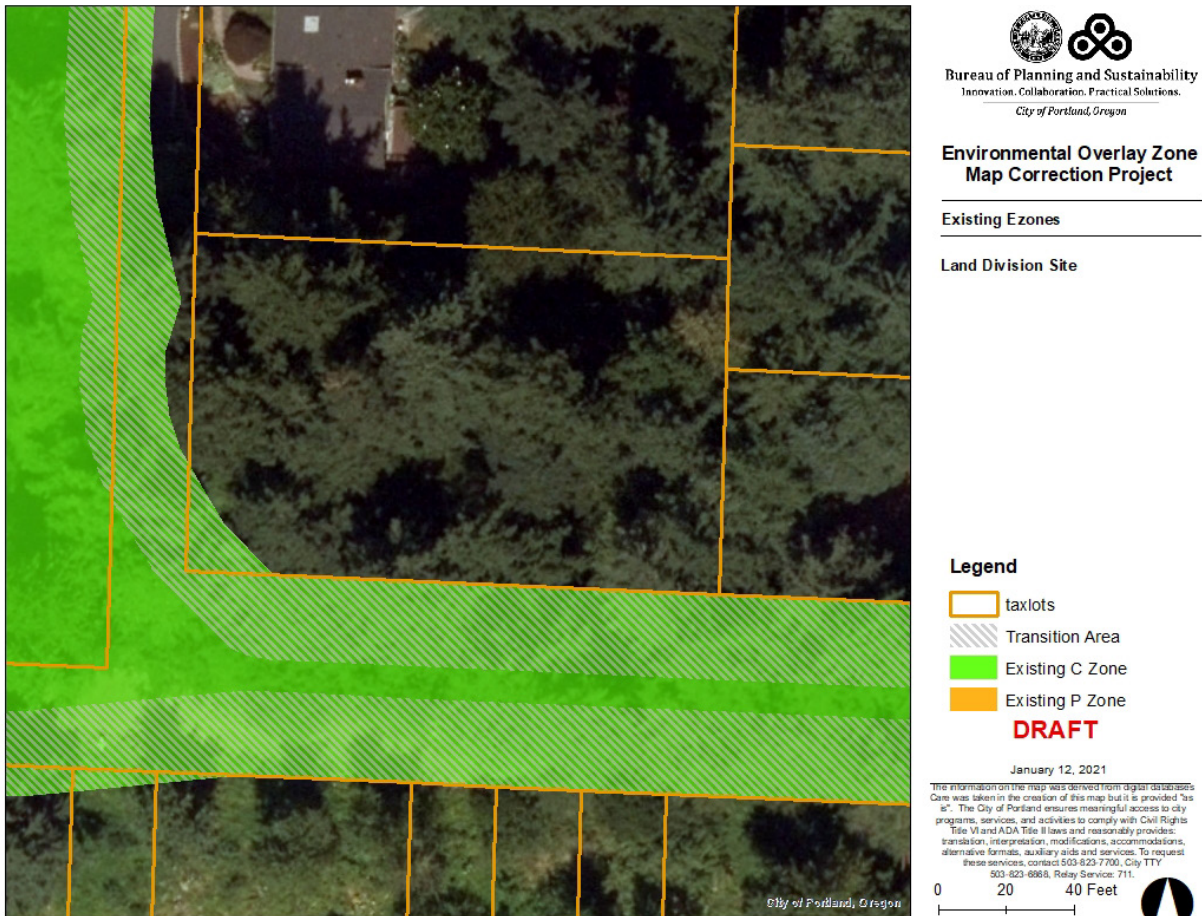 Bureau of Planning and Sustainability
Innovation. Collaboration. Practical Solutions.
City of Portland, Oregon
Environmental Overlay Zone
Map Correction Project
Existing Ezones
Land Division Site
Legend
taxlots
Transition Area
Existing C Zone
Existing P Zone
DRAFT
January 12, 2021
The information on the map was derived from digital databases
Care was taken in the creation of this map but it is provided "as
is". The City of Portland ensures meaningful access to city
programs, services, and activities to comply with Civil Rights
Title VI and ADA Title II laws and reasonably provides:
translation, interpretation, modifications, accommodations,
alternative formats, auxiliary aids and services. To request
these services, contact 503-823-7700, City TTY
503-823-6868, Relay Service: 711.
0 20 40 Feet
City of Portland, Oregon